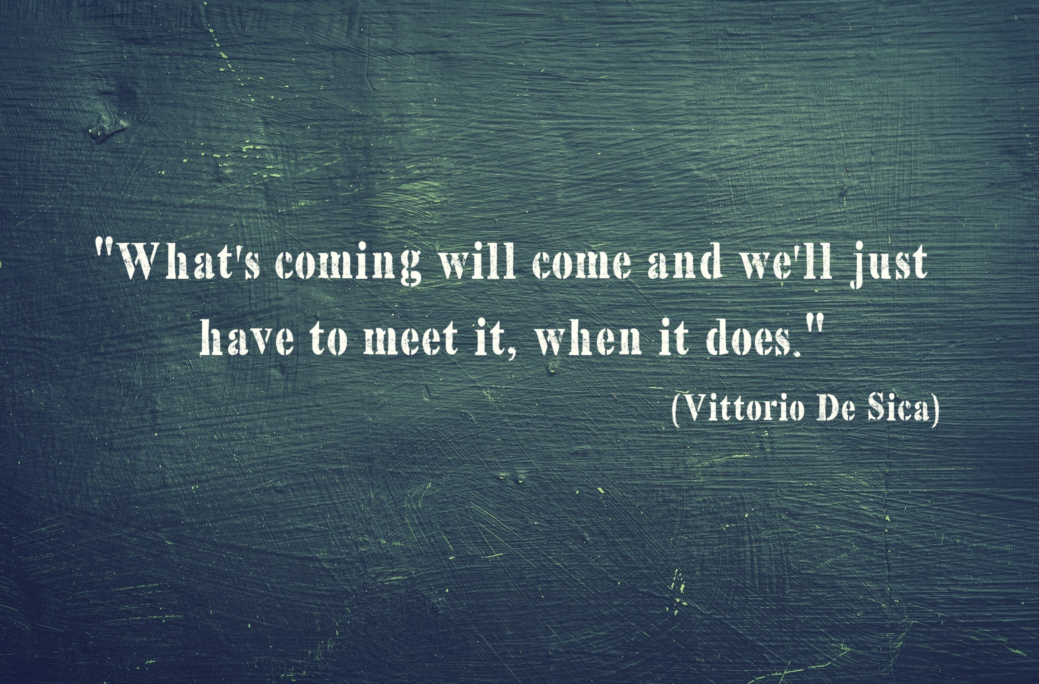 "What's coming will come and we'll just
have to meet it, when it does."
(Vittorio De Sica)